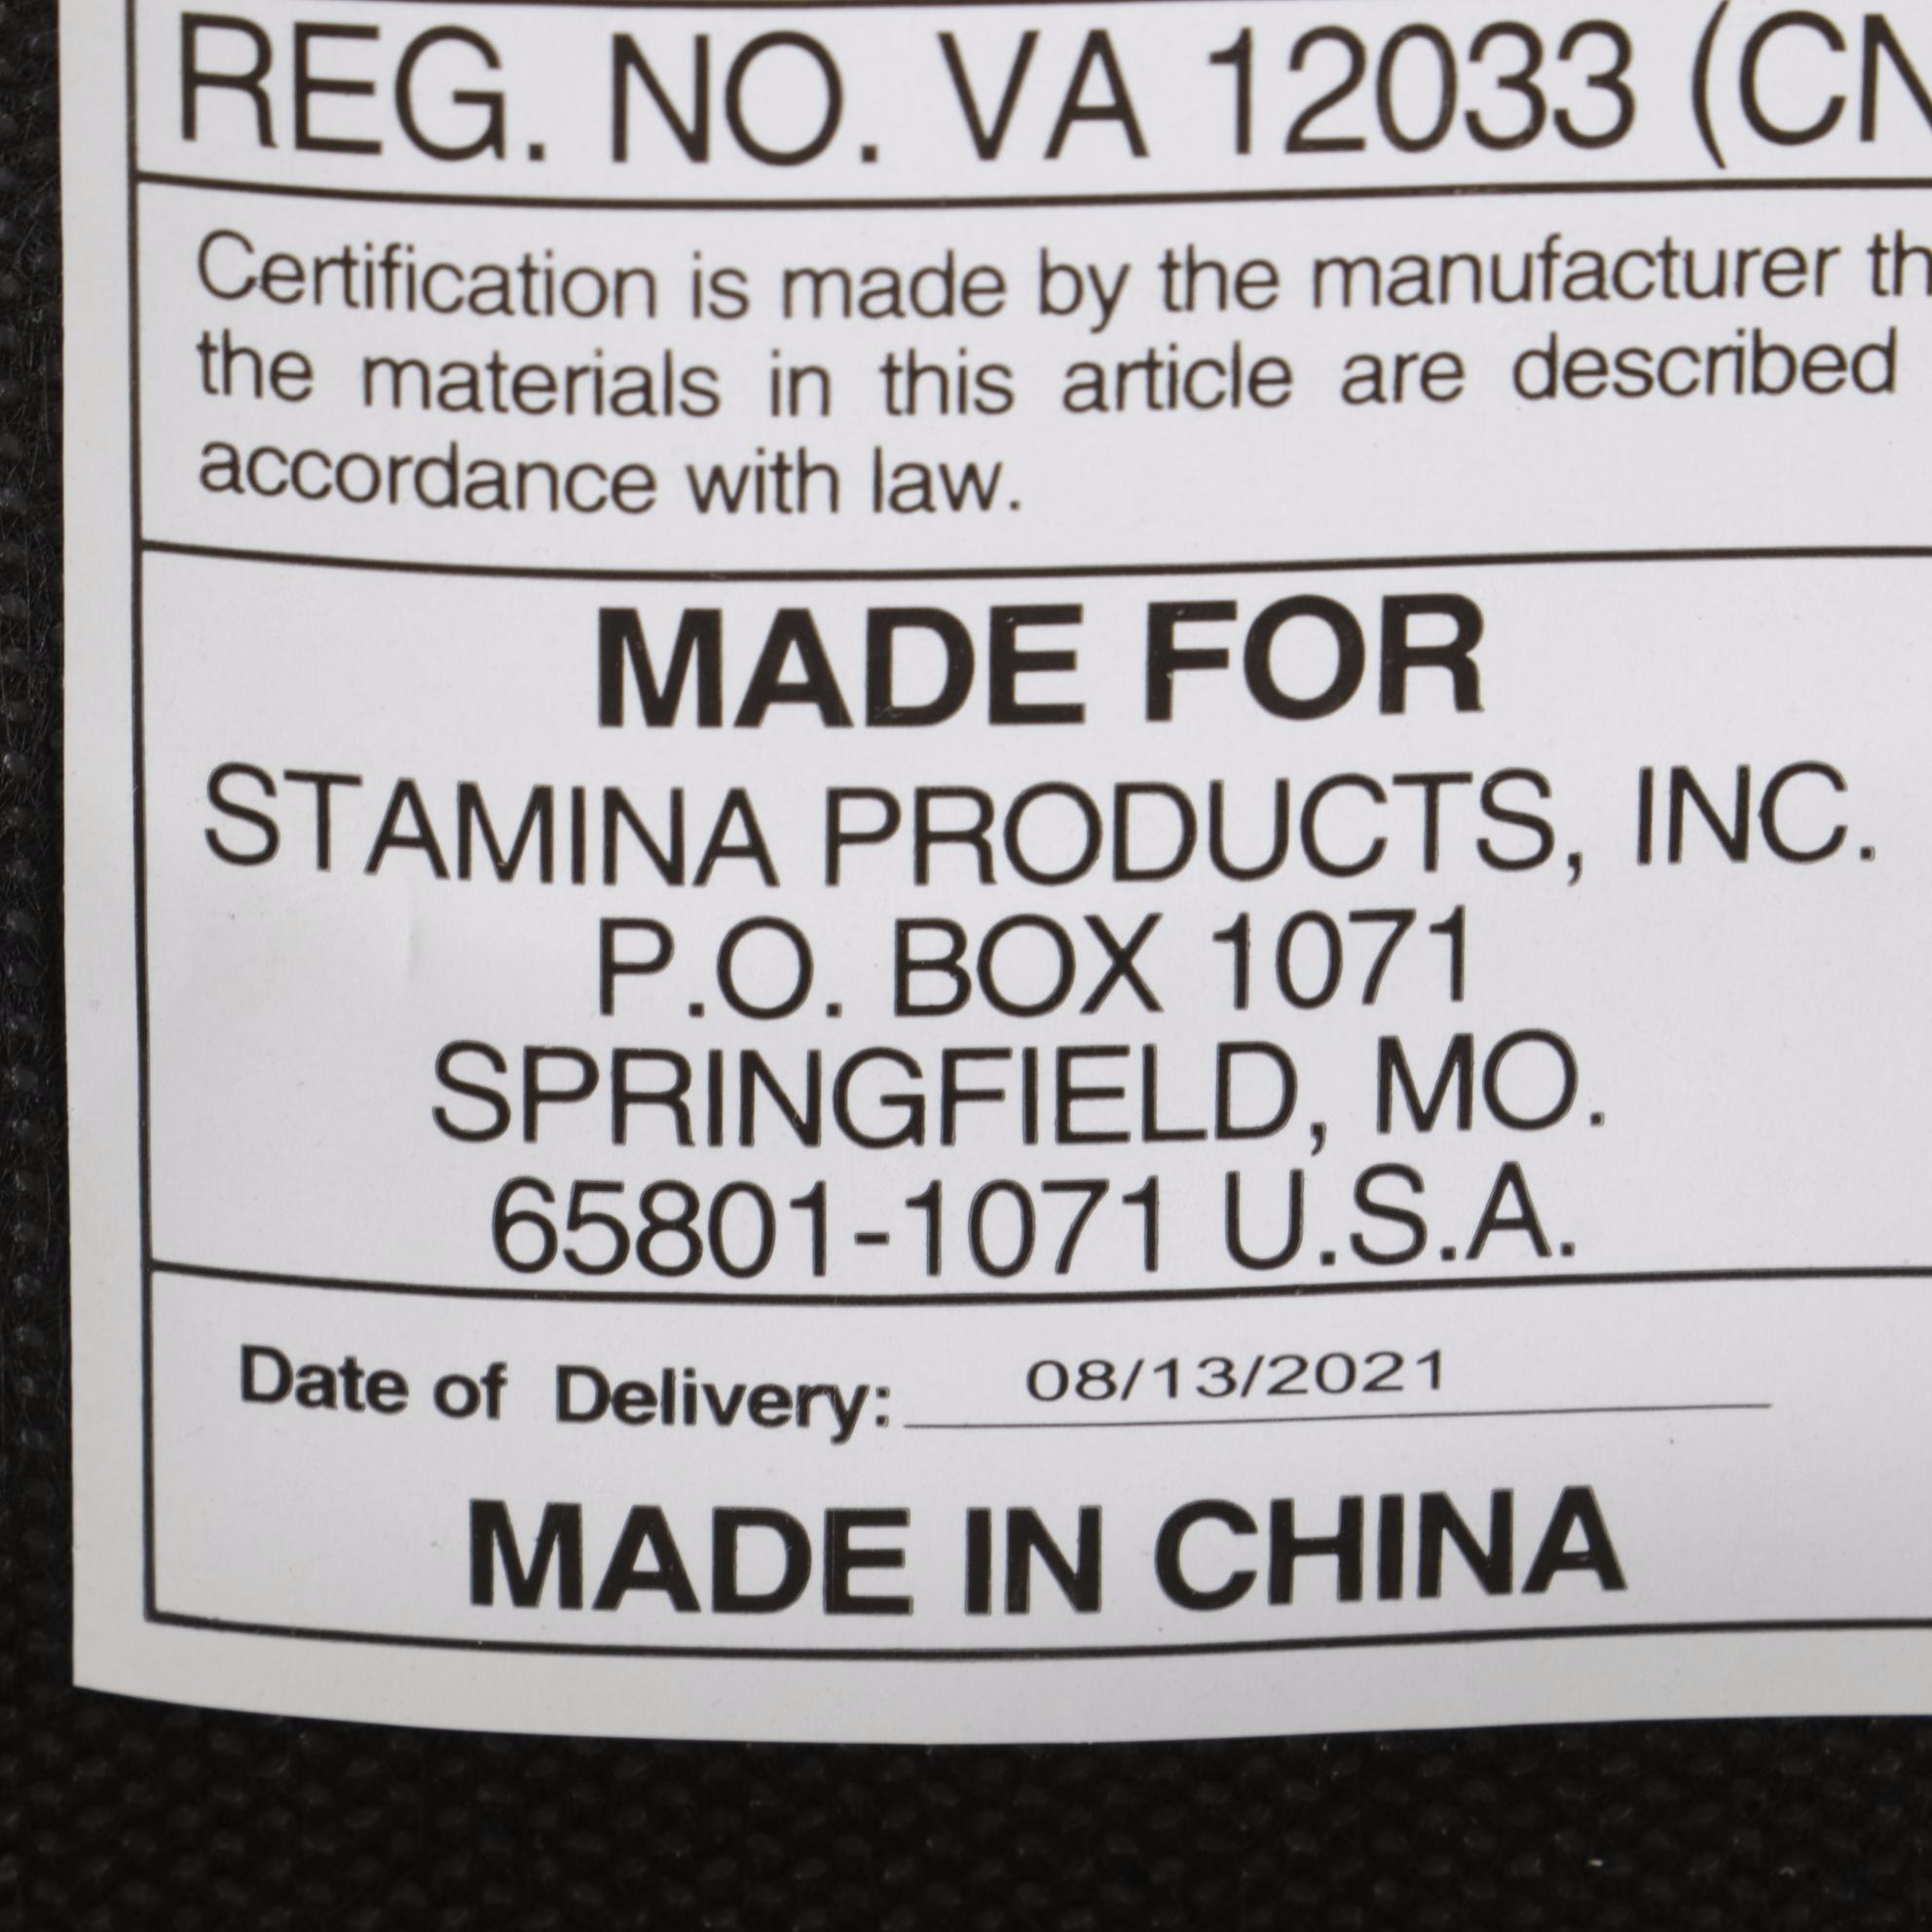 REG. NO. VA 12033 (CN
Certification is made by the manufacturer th
the materials in this article are described
accordance with law.
MADE FOR
STAMINA PRODUCTS, INC.
P.O. BOX 1071
SPRINGFIELD, MO.
65801-1071 U.S.A.
Date of Delivery: 08/13/2021
MADE IN CHINA